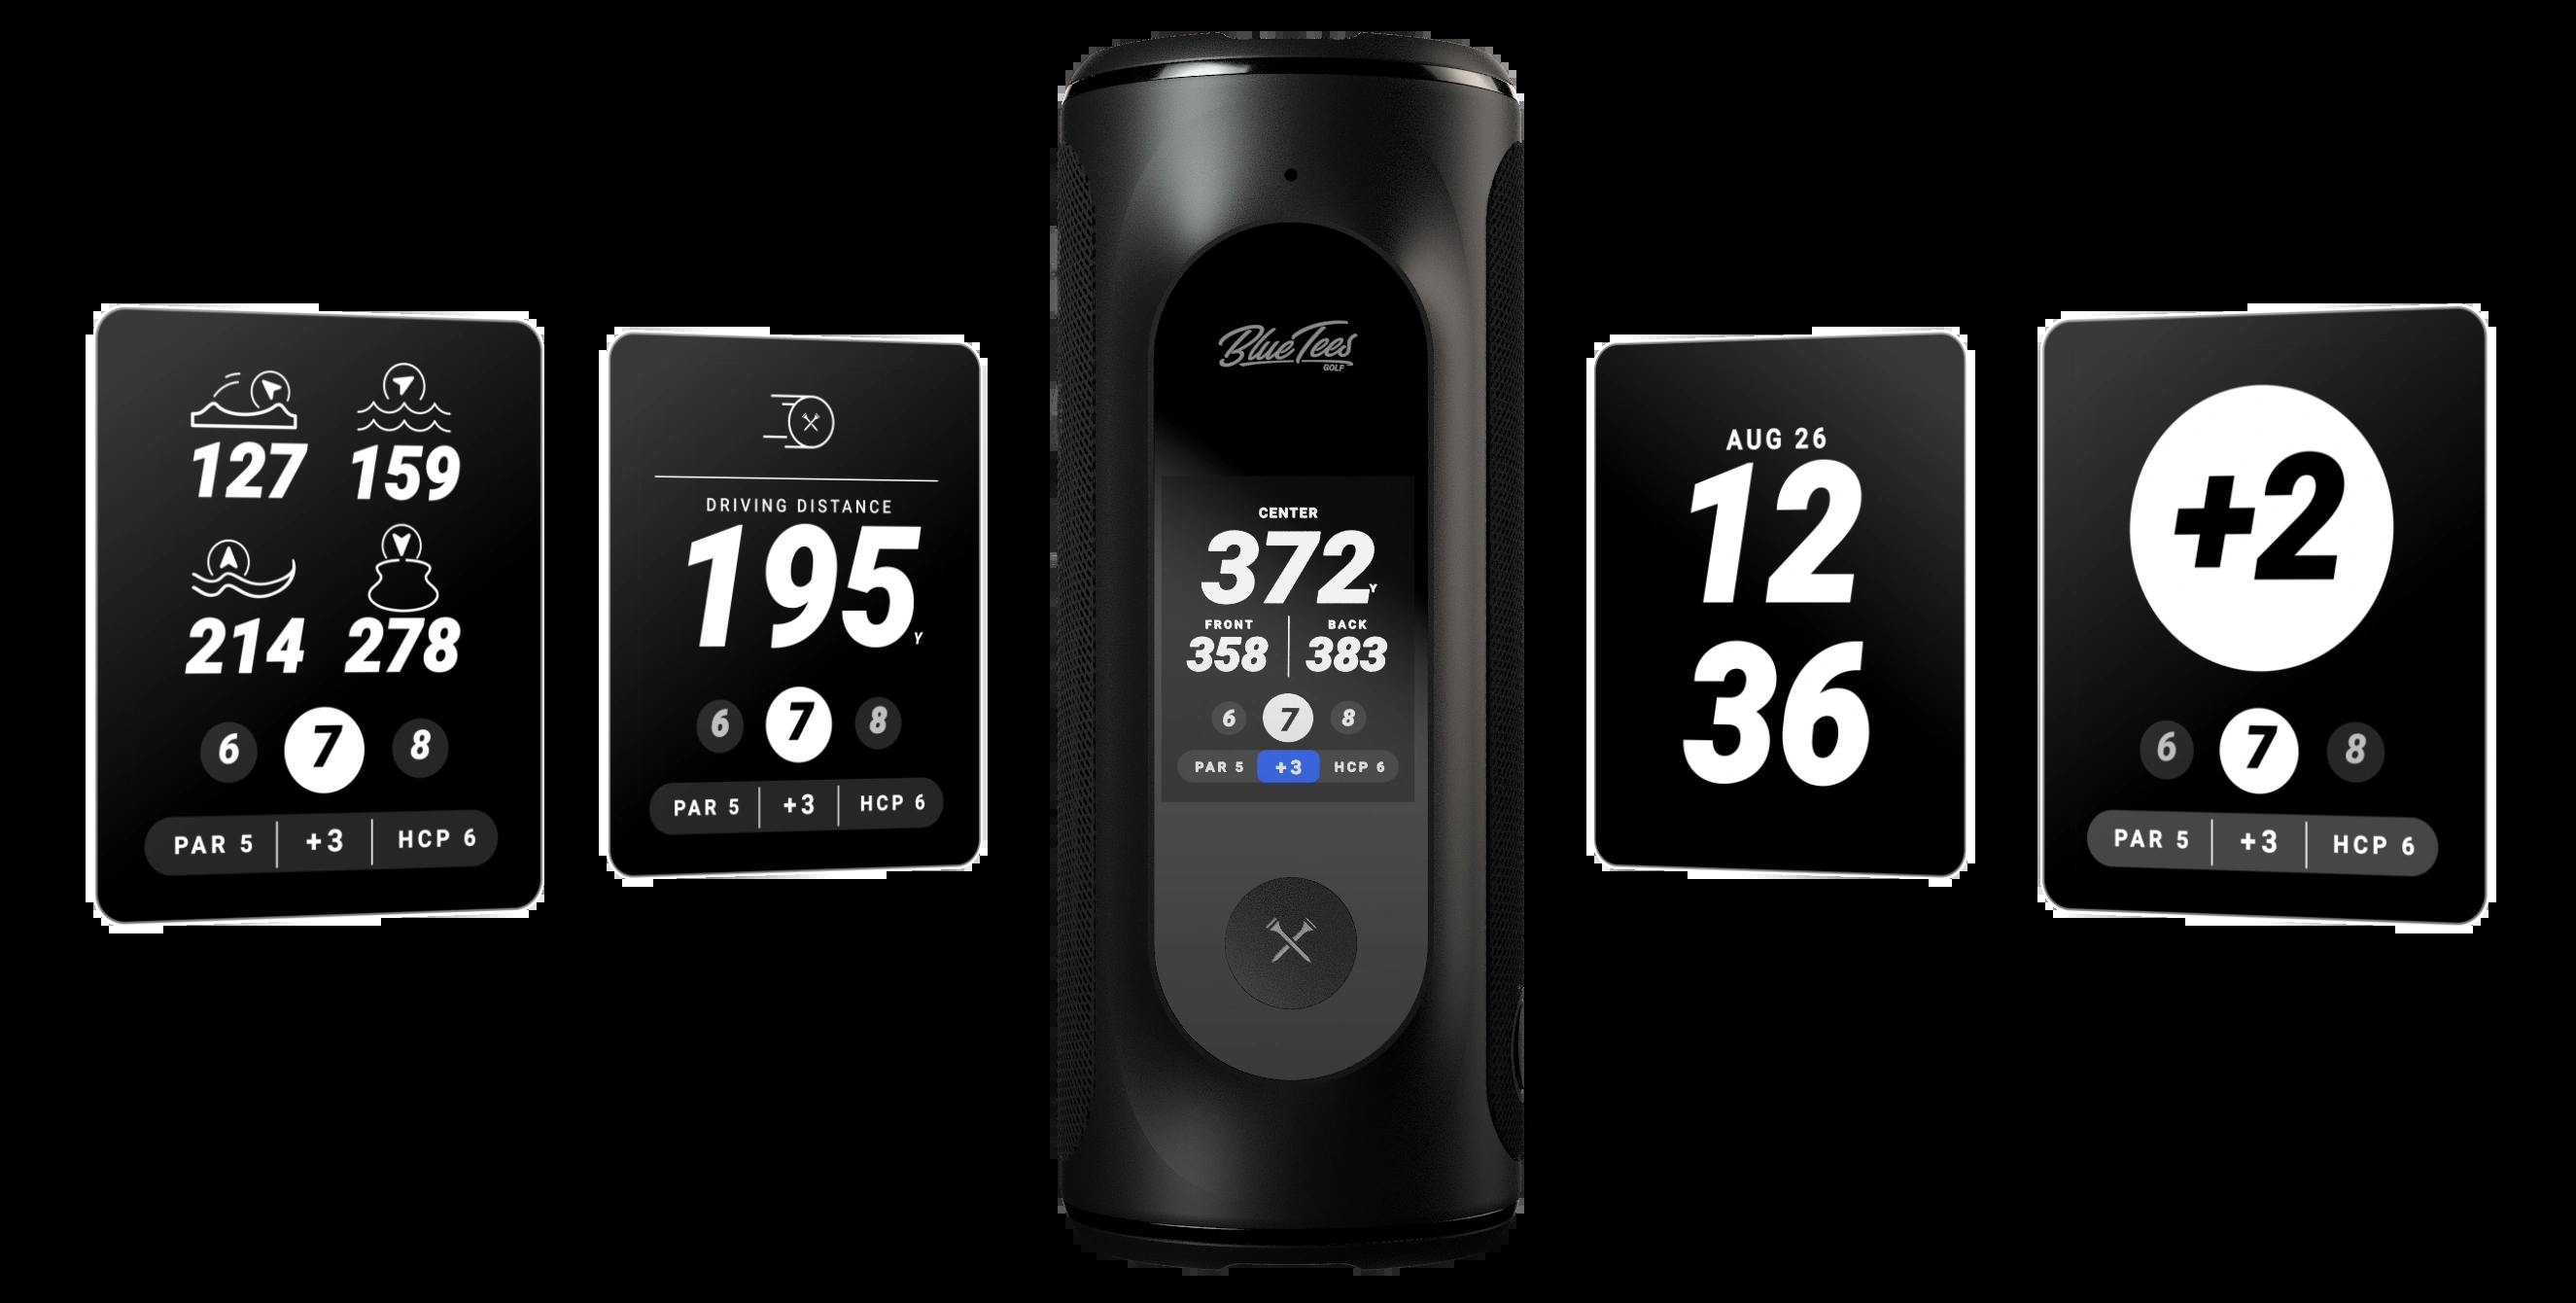 127 159
214 278
6 7 8
PAR 5 +3 HCP 6
DRIVING DISTANCE
195Y
6 7 8
PAR 5 +3 HCP 6
Blue Tees
GOLF
CENTER
372Y
FRONT BACK
358 383
6 7 8
PAR 5 +3 HCP 6
AUG 26
12
36
+2
6 7 8
PAR 5 +3 HCP 6